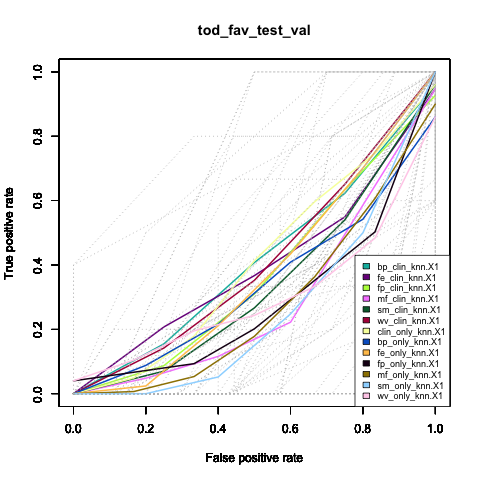 tod_fav_test_val
True positive rate
1.0
0.8
0.6
0.4
0.2
0.0
bp_clin_knn.X1
fe_clin_knn.X1
fp_clin_knn.X1
mf_clin_knn.X1
sm_clin_knn.X1
wv_clin_knn.X1
clin_only_knn.X1
bp_only_knn.X1
fe_only_knn.X1
fp_only_knn.X1
mf_only_knn.X1
sm_only_knn.X1
wv_only_knn.X1
0.0 0.2 0.4 0.6 0.8 1.0
False positive rate